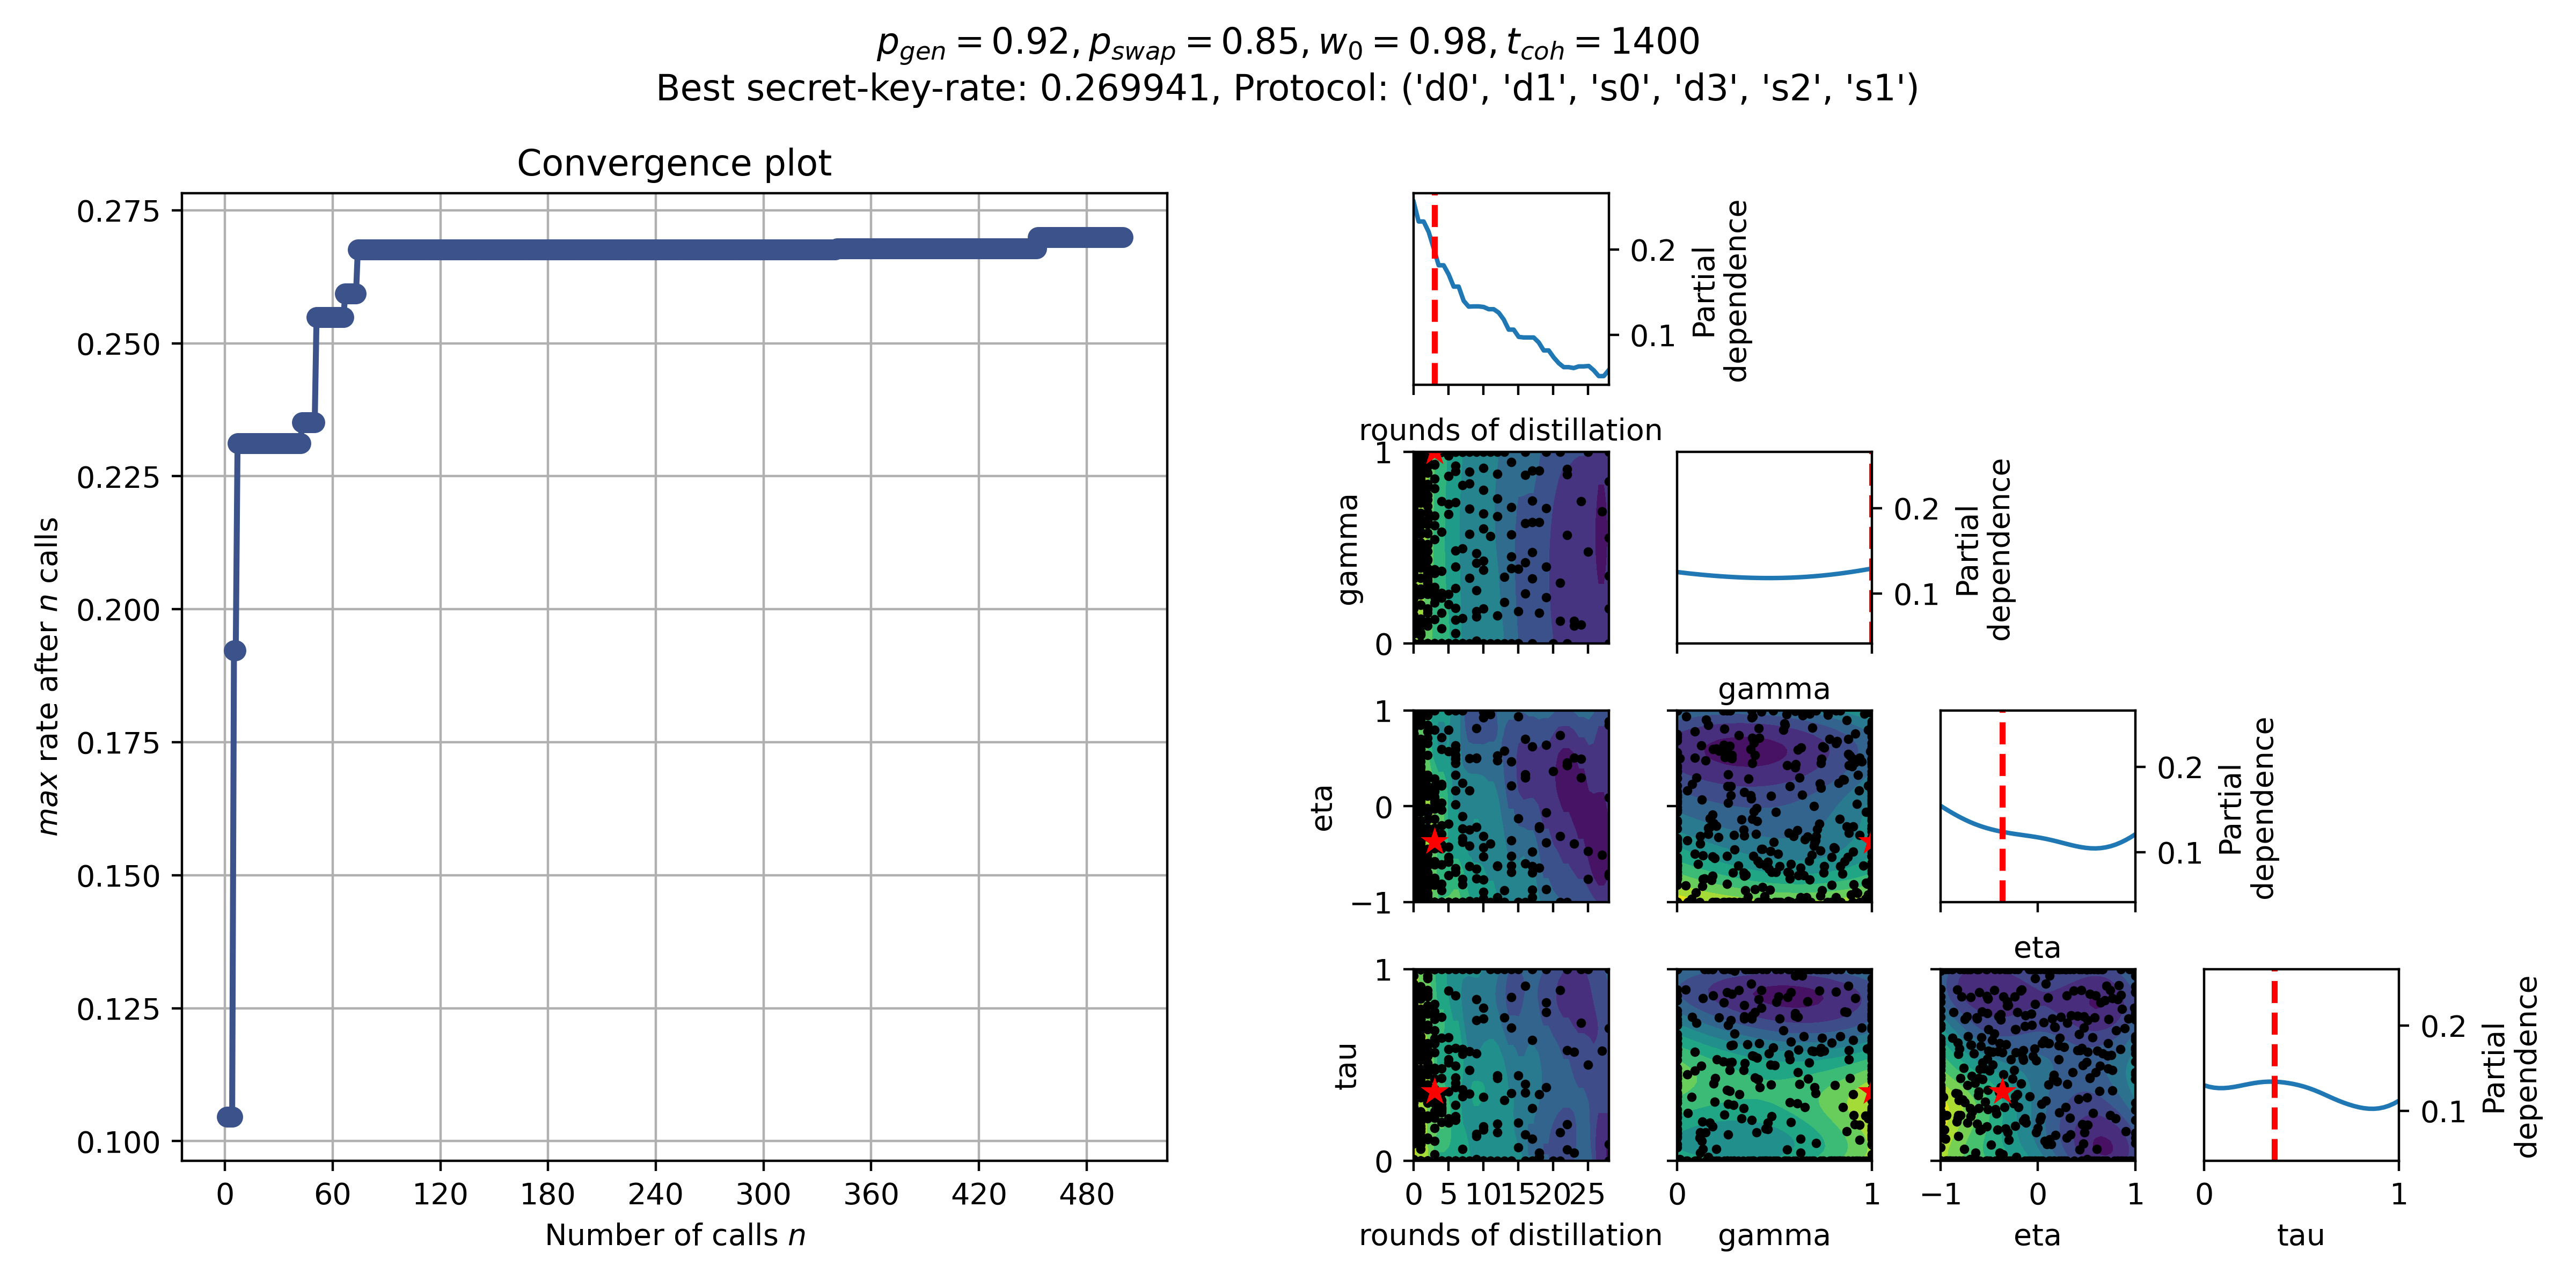 p_gen = 0.92, p_swap = 0.85, w_0 = 0.98, t_coh = 1400
Best secret-key-rate: 0.269941, Protocol: ('d0', 'd1', 's0', 'd3', 's2', 's1')
Convergence plot
0.275
0.250
0.225
0.200
0.175
0.150
0.125
0.100
max rate after n calls
0 60 120 180 240 300 360 420 480
Number of calls n
0.2
0.1
Partial
dependence
rounds of distillation
1
0
gamma
0.2
0.1
Partial
dependence
gamma
1
0
−1
eta
0.2
0.1
Partial
dependence
eta
1
0
tau
0.2
0.1
Partial
dependence
0 5 10 15 20 25
rounds of distillation
0 1
gamma
−1 0 1
eta
0 1
tau